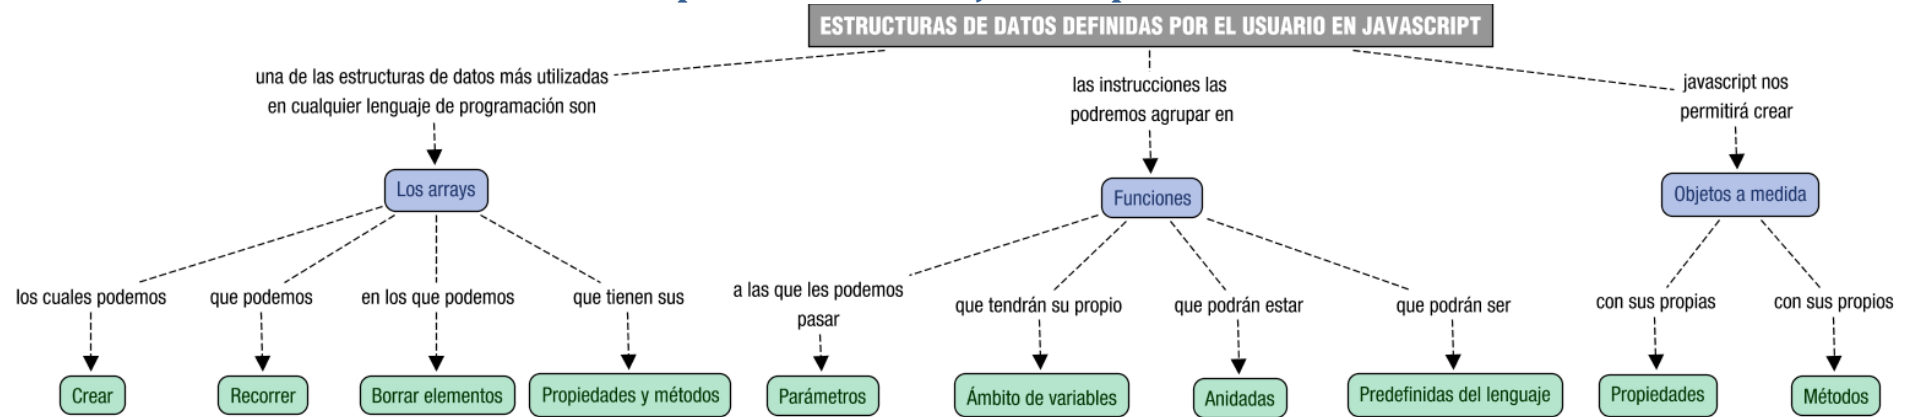 ESTRUCTURAS DE DATOS DEFINIDAS POR EL USUARIO EN JAVASCRIPT
una de las estructuras de datos más utilizadas
en cualquier lenguaje de programación son
las instrucciones las
podremos agrupar en
javascript nos
permitirá crear
Los arrays
Funciones
Objetos a medida
los cuales podemos
que podemos
en los que podemos
que tienen sus
a las que les podemos
pasar
que tendrán su propio
que podrán estar
que podrán ser
con sus propias
con sus propios
Crear
Recorrer
Borrar elementos
Propiedades y métodos
Parámetros
Ámbito de variables
Anidadas
Predefinidas del lenguaje
Propiedades
Métodos